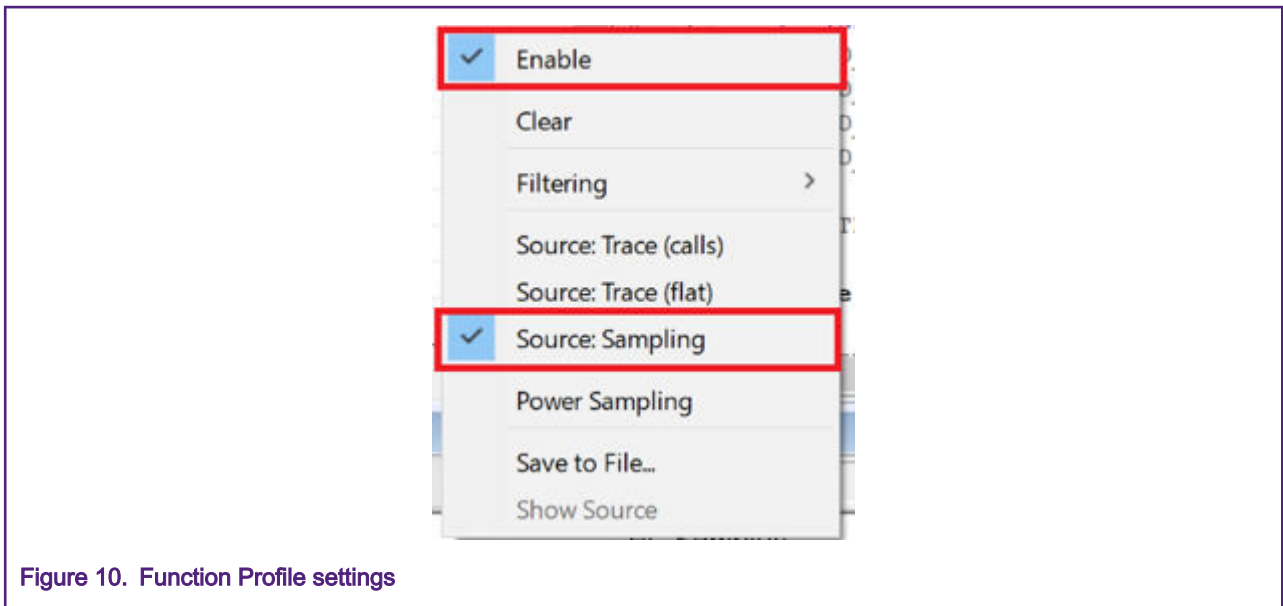 Enable
Clear
Filtering
Source: Trace (calls)
Source: Trace (flat)
Source: Sampling
Power Sampling
Save to File...
Show Source
Figure 10. Function Profile settings